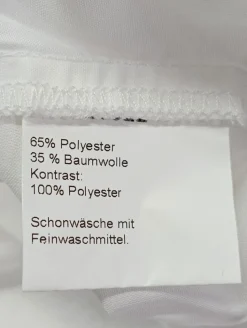 65% Polyester
35 % Baumwolle
Kontrast:
100% Polyester
Schonwäsche mit
Feinwaschmittel.